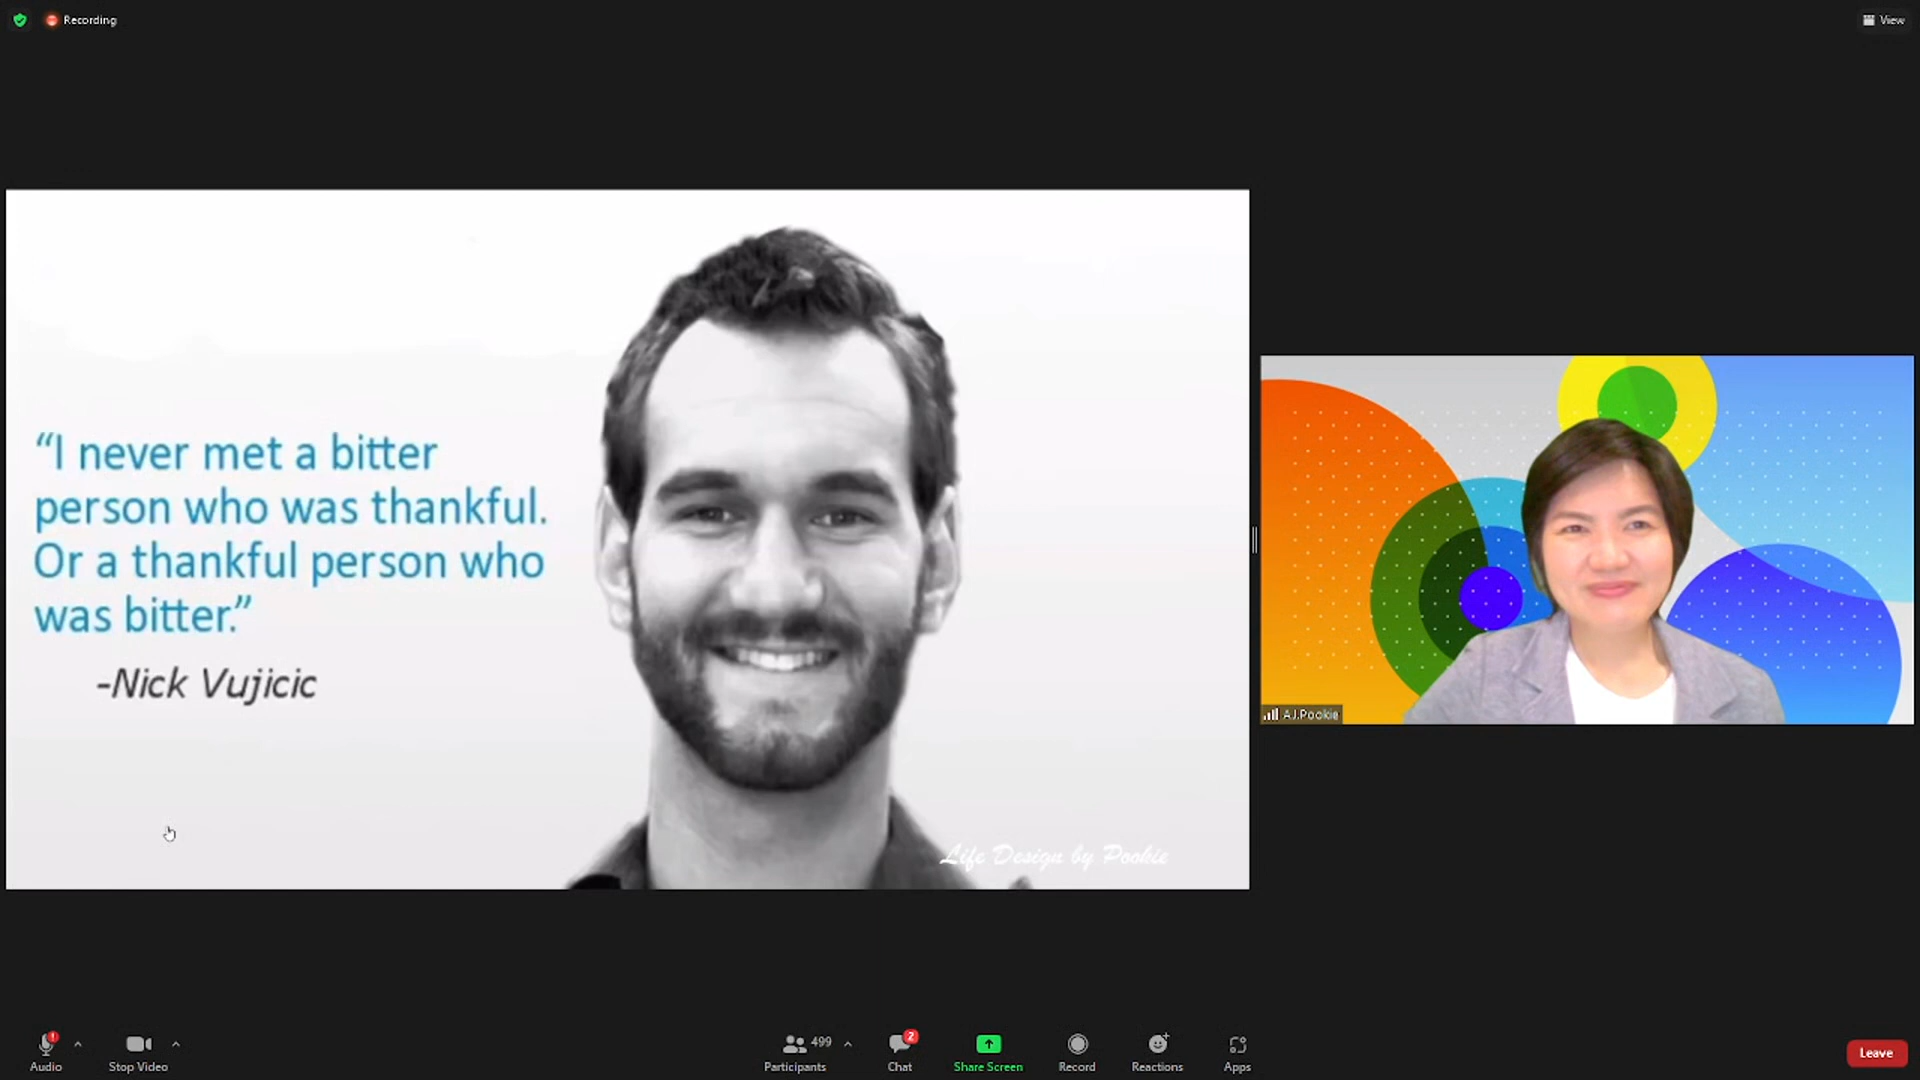 Recording
View
“I never met a bitter
person who was thankful.
Or a thankful person who
was bitter.”
-Nick Vujicic
Life Design by Pookie
AJ.Pookie
Audio
Stop Video
499
Participants
2
Chat
Share Screen
Record
Reactions
Apps
Leave